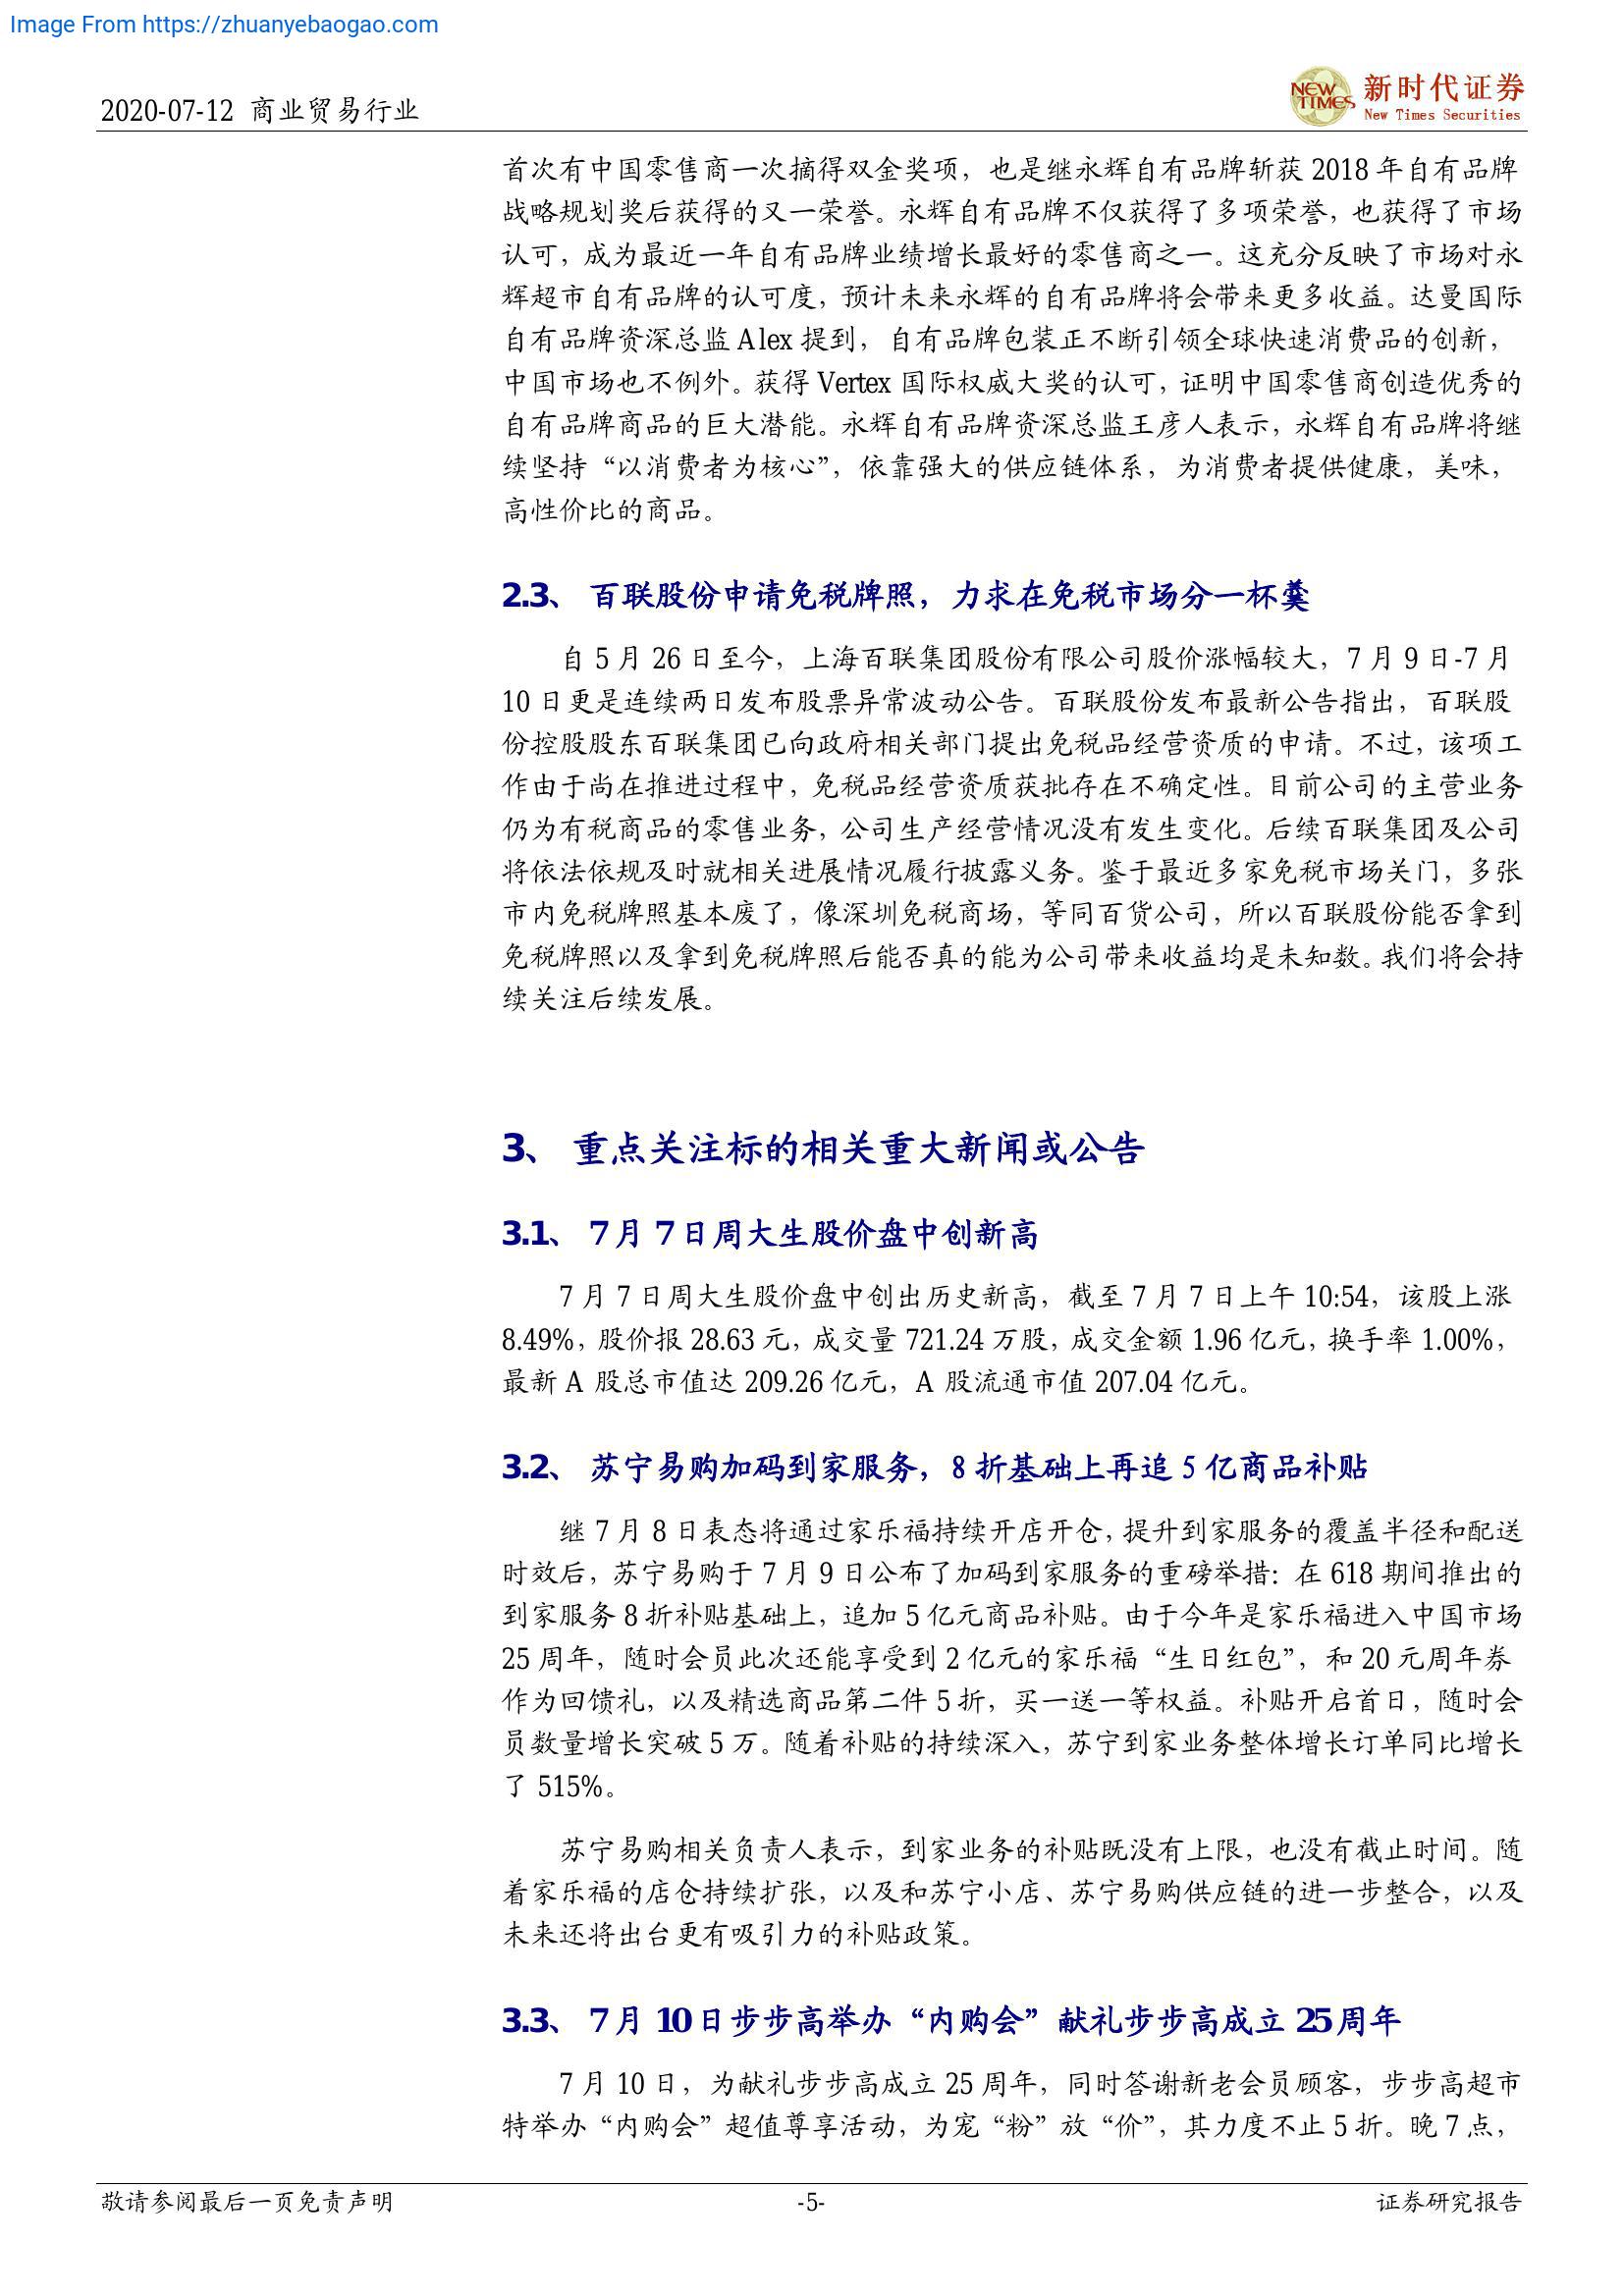 Image From https://zhuanyebaogao.com
2020-07-12 商业贸易行业
NEW TIMES 新时代证券
New Times Securities
首次有中国零售商一次摘得双金奖项，也是继永辉自有品牌斩获 2018 年自有品牌
战略规划奖后获得的又一荣誉。永辉自有品牌不仅获得了多项荣誉，也获得了市场
认可，成为最近一年自有品牌业绩增长最好的零售商之一。这充分反映了市场对永
辉超市自有品牌的认可度，预计未来永辉的自有品牌将会带来更多收益。达曼国际
自有品牌资深总监 Alex 提到，自有品牌包装正不断引领全球快速消费品的创新，
中国市场也不例外。获得 Vertex 国际权威大奖的认可，证明中国零售商创造优秀的
自有品牌商品的巨大潜能。永辉自有品牌资深总监王彦人表示，永辉自有品牌将继
续坚持“以消费者为核心”，依靠强大的供应链体系，为消费者提供健康，美味，
高性价比的商品。
2.3、 百联股份申请免税牌照，力求在免税市场分一杯羹
自 5 月 26 日至今，上海百联集团股份有限公司股价涨幅较大，7 月 9 日-7 月
10 日更是连续两日发布股票异常波动公告。百联股份发布最新公告指出，百联股
份控股股东百联集团已向政府相关部门提出免税品经营资质的申请。不过，该项工
作由于尚在推进过程中，免税品经营资质获批存在不确定性。目前公司的主营业务
仍为有税商品的零售业务，公司生产经营情况没有发生变化。后续百联集团及公司
将依法依规及时就相关进展情况履行披露义务。鉴于最近多家免税市场关门，多张
市内免税牌照基本废了，像深圳免税商场，等同百货公司，所以百联股份能否拿到
免税牌照以及拿到免税牌照后能否真的能为公司带来收益均是未知数。我们将会持
续关注后续发展。
3、 重点关注标的相关重大新闻或公告
3.1、 7 月 7 日周大生股价盘中创新高
7 月 7 日周大生股价盘中创出历史新高，截至 7 月 7 日上午 10:54，该股上涨
8.49%，股价报 28.63 元，成交量 721.24 万股，成交金额 1.96 亿元，换手率 1.00%，
最新 A 股总市值达 209.26 亿元，A 股流通市值 207.04 亿元。
3.2、 苏宁易购加码到家服务，8 折基础上再追 5 亿商品补贴
继 7 月 8 日表态将通过家乐福持续开店开仓，提升到家服务的覆盖半径和配送
时效后，苏宁易购于 7 月 9 日公布了加码到家服务的重磅举措：在 618 期间推出的
到家服务 8 折补贴基础上，追加 5 亿元商品补贴。由于今年是家乐福进入中国市场
25 周年，随时会员此次还能享受到 2 亿元的家乐福“生日红包”，和 20 元周年券
作为回馈礼，以及精选商品第二件 5 折，买一送一等权益。补贴开启首日，随时会
员数量增长突破 5 万。随着补贴的持续深入，苏宁到家业务整体增长订单同比增长
了 515%。
苏宁易购相关负责人表示，到家业务的补贴既没有上限，也没有截止时间。随
着家乐福的店仓持续扩张，以及和苏宁小店、苏宁易购供应链的进一步整合，以及
未来还将出台更有吸引力的补贴政策。
3.3、 7 月 10 日步步高举办“内购会”献礼步步高成立 25 周年
7 月 10 日，为献礼步步高成立 25 周年，同时答谢新老会员顾客，步步高超市
特举办“内购会”超值尊享活动，为宠“粉”放“价”，其力度不止 5 折。晚 7 点，
敬请参阅最后一页免责声明 -5- 证券研究报告